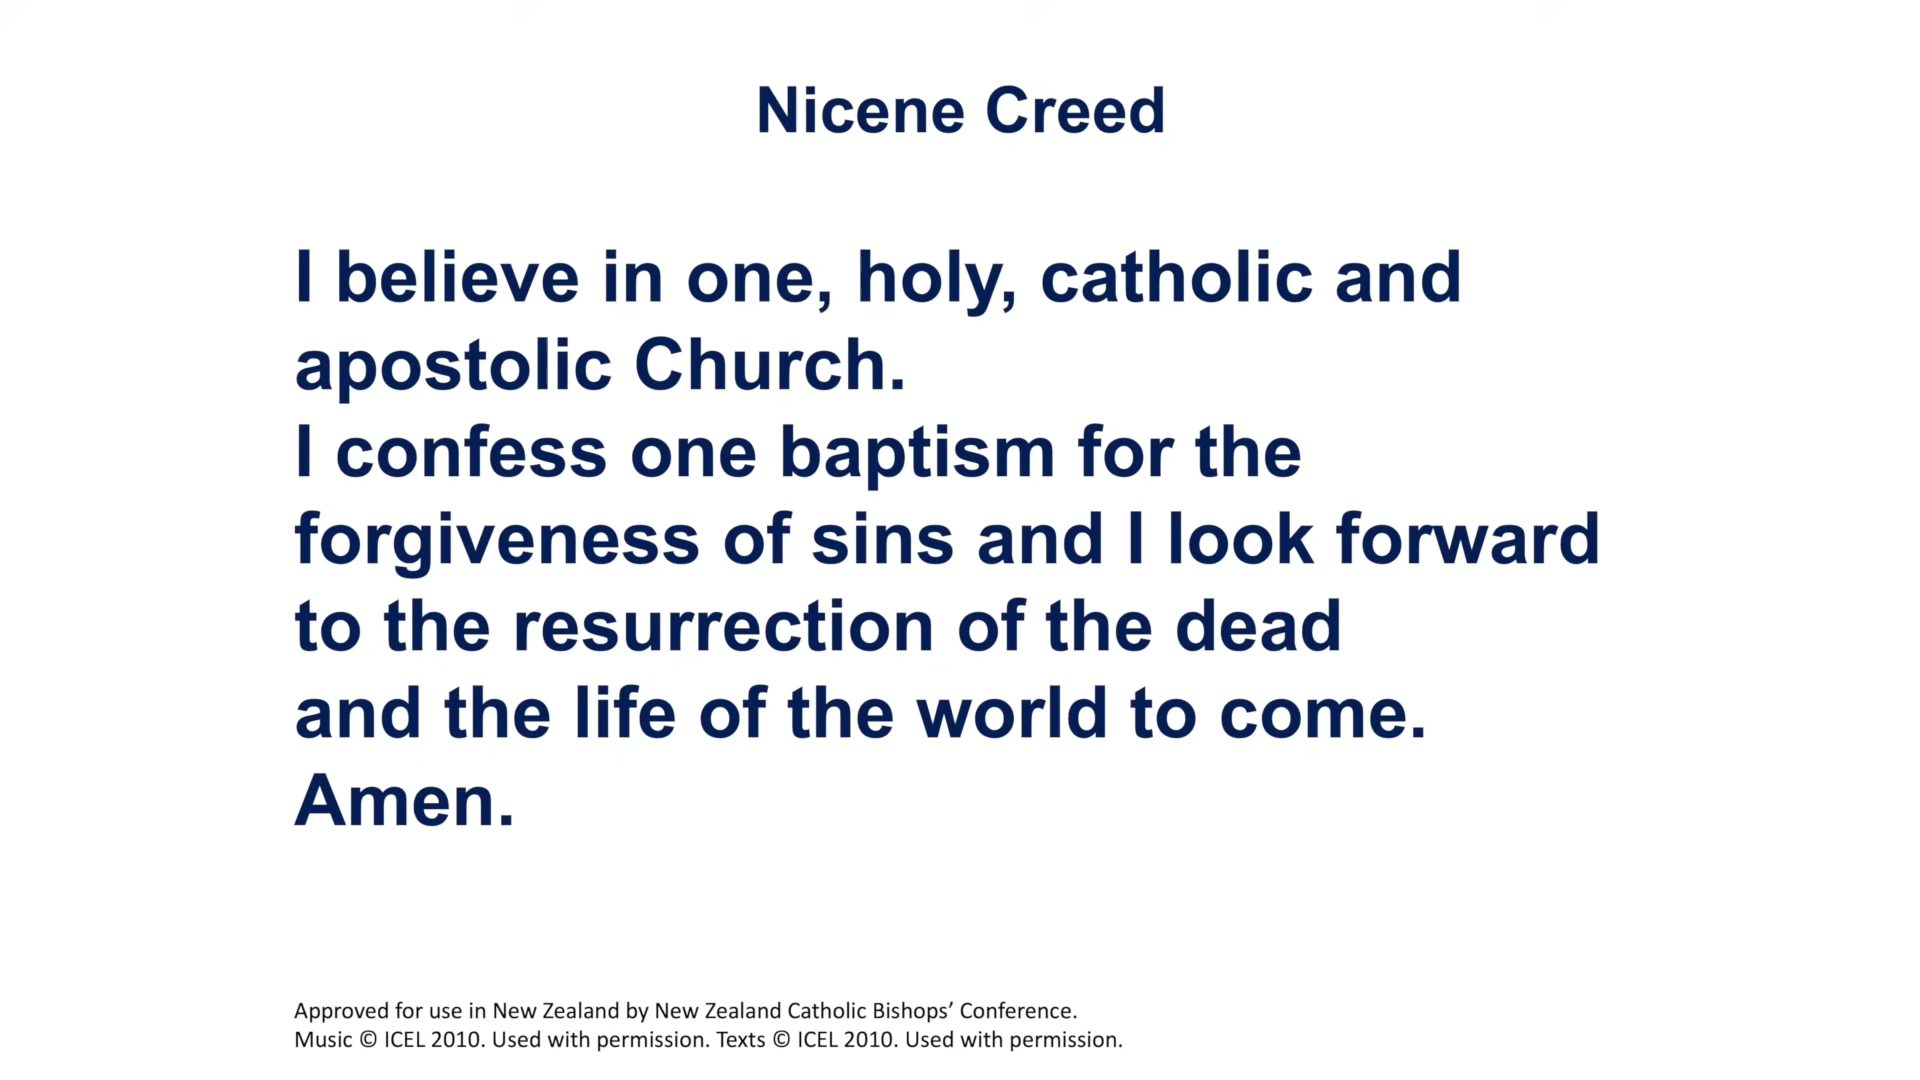 Nicene Creed
I believe in one, holy, catholic and
apostolic Church.
I confess one baptism for the
forgiveness of sins and I look forward
to the resurrection of the dead
and the life of the world to come.
Amen.
Approved for use in New Zealand by New Zealand Catholic Bishops’ Conference.
Music © ICEL 2010. Used with permission. Texts © ICEL 2010. Used with permission.